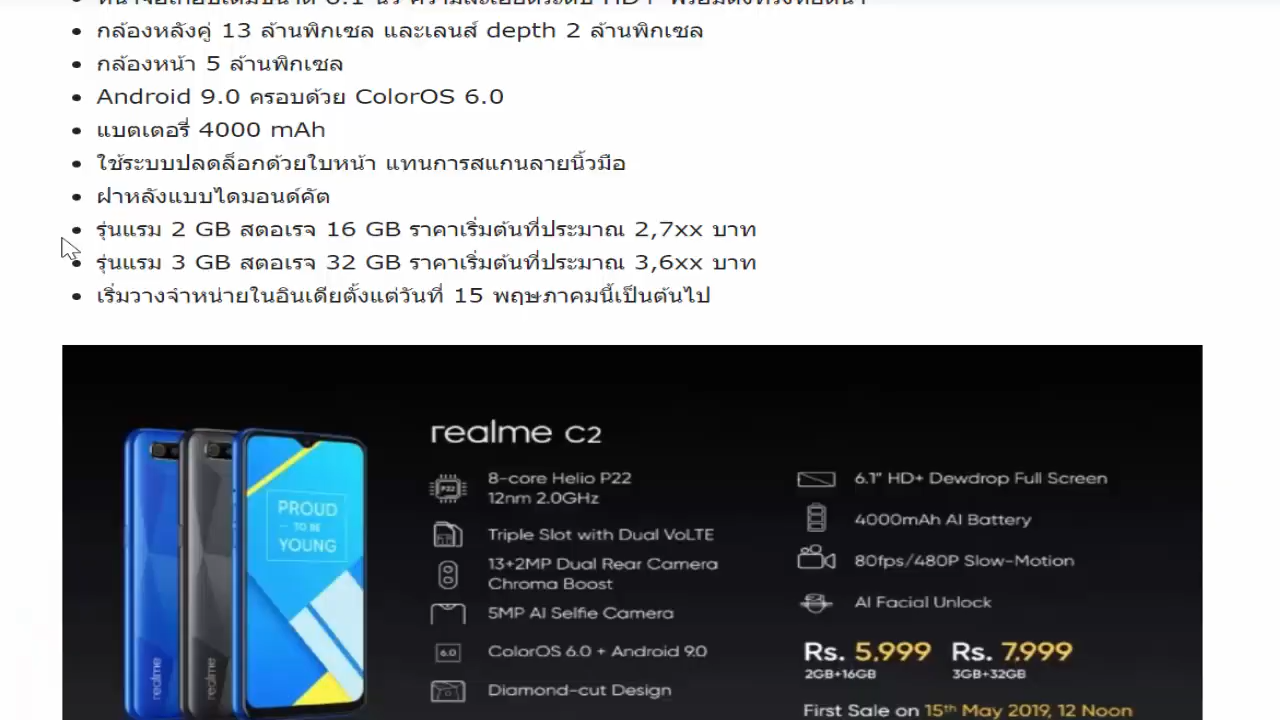 กล้องหลังคู่ 13 ล้านพิกเซล และเลนส์ depth 2 ล้านพิกเซล
กล้องหน้า 5 ล้านพิกเซล
Android 9.0 ครอบด้วย ColorOS 6.0
แบตเตอรี่ 4000 mAh
ใช้ระบบปลดล็อกด้วยใบหน้า แทนการสแกนลายนิ้วมือ
ฝาหลังแบบไดมอนด์คัต
รุ่นแรม 2 GB สตอเรจ 16 GB ราคาเริ่มต้นที่ประมาณ 2,7xx บาท
รุ่นแรม 3 GB สตอเรจ 32 GB ราคาเริ่มต้นที่ประมาณ 3,6xx บาท
เริ่มวางจำหน่ายในอินเดียตั้งแต่วันที่ 15 พฤษภาคมนี้เป็นต้นไป
realme C2
P22
8-core Helio P22
12nm 2.0GHz
Triple Slot with Dual VoLTE
13+2MP Dual Rear Camera
Chroma Boost
5MP AI Selfie Camera
6.0
ColorOS 6.0 + Android 9.0
Diamond-cut Design
6.1" HD+ Dewdrop Full Screen
4000mAh AI Battery
80fps/480P Slow-Motion
AI Facial Unlock
Rs. 5,999 Rs. 7,999
2GB+16GB 3GB+32GB
First Sale on 15th May 2019, 12 Noon
PROUD
TO BE
YOUNG
realme
realme